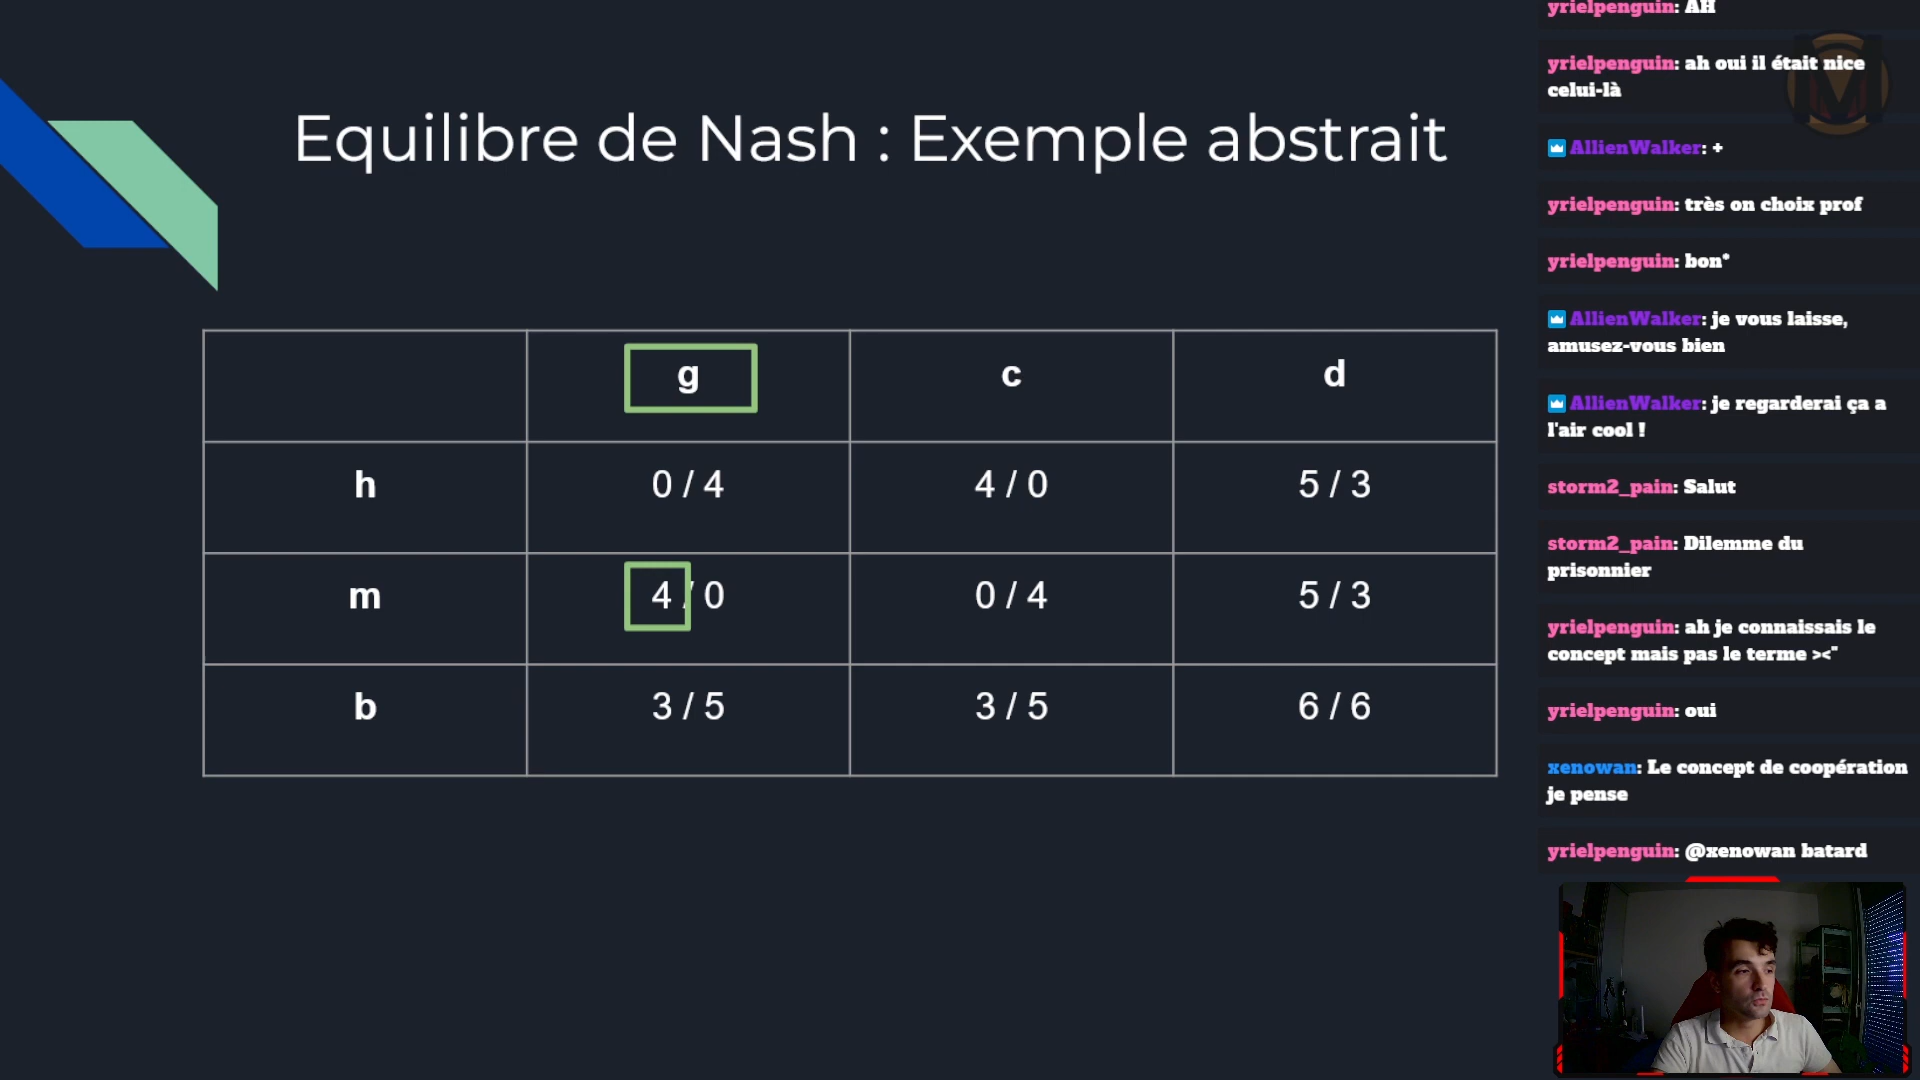 Equilibre de Nash : Exemple abstrait
g c d
h 0 / 4 4 / 0 5 / 3
m 4 / 0 0 / 4 5 / 3
b 3 / 5 3 / 5 6 / 6
yrielpenguin: AH
yrielpenguin: ah oui il était nice
celui-là
AllienWalker: +
yrielpenguin: très on choix prof
yrielpenguin: bon*
AllienWalker: je vous laisse,
amusez-vous bien
AllienWalker: je regarderai ça a
l'air cool !
storm2_pain: Salut
storm2_pain: Dilemme du
prisonnier
yrielpenguin: ah je connaissais le
concept mais pas le terme ><"
yrielpenguin: oui
xenowan: Le concept de coopération
je pense
yrielpenguin: @xenowan batard